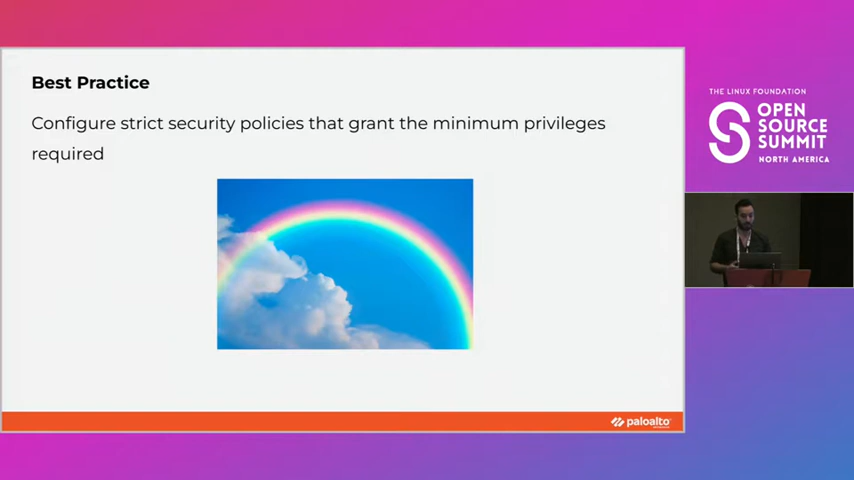 Best Practice
Configure strict security policies that grant the minimum privileges
required
paloalto
THE LINUX FOUNDATION
OPEN
SOURCE
SUMMIT
NORTH AMERICA